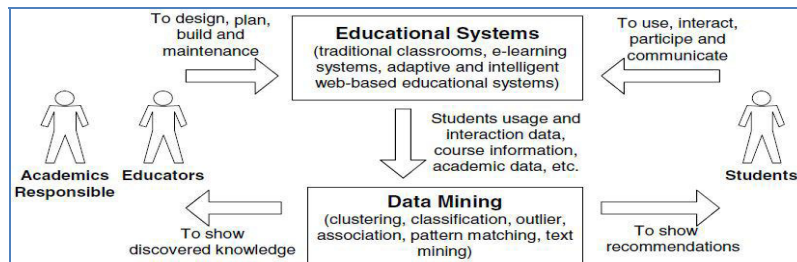 To design, plan,
build and
maintenance
Educational Systems
(traditional classrooms, e-learning
systems, adaptive and intelligent
web-based educational systems)
To use, interact,
participe and
communicate
Students usage and
interaction data,
course information,
academic data, etc.
Academics
Responsible
Educators
Students
Data Mining
(clustering, classification, outlier,
association, pattern matching, text
mining)
To show
discovered knowledge
To show
recommendations